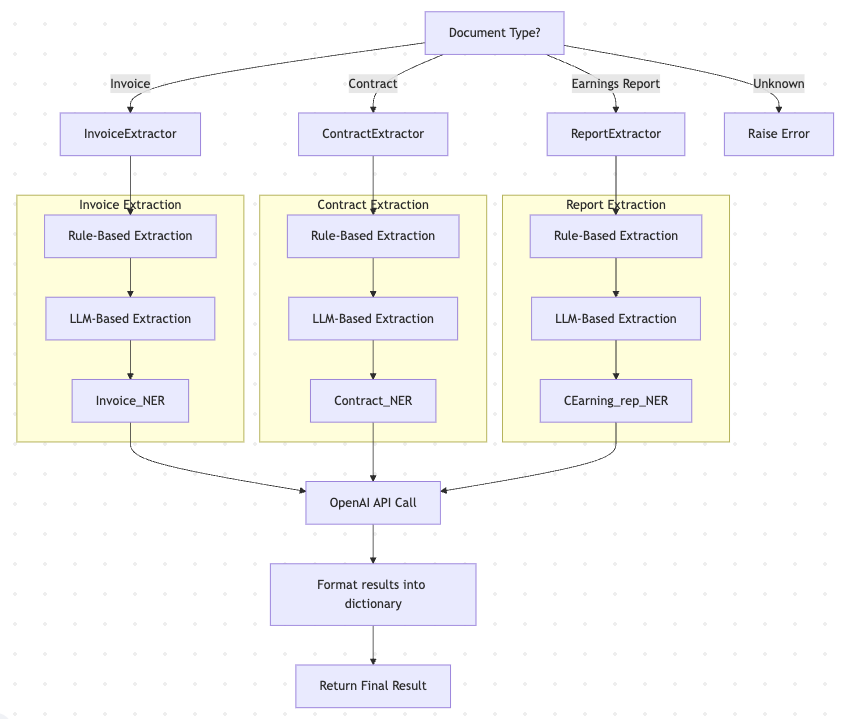 Document Type?
Invoice
Contract
Earnings Report
Unknown
InvoiceExtractor
ContractExtractor
ReportExtractor
Raise Error
Invoice Extraction
Contract Extraction
Report Extraction
Rule-Based Extraction
Rule-Based Extraction
Rule-Based Extraction
LLM-Based Extraction
LLM-Based Extraction
LLM-Based Extraction
Invoice_NER
Contract_NER
CEarning_rep_NER
OpenAI API Call
Format results into
dictionary
Return Final Result